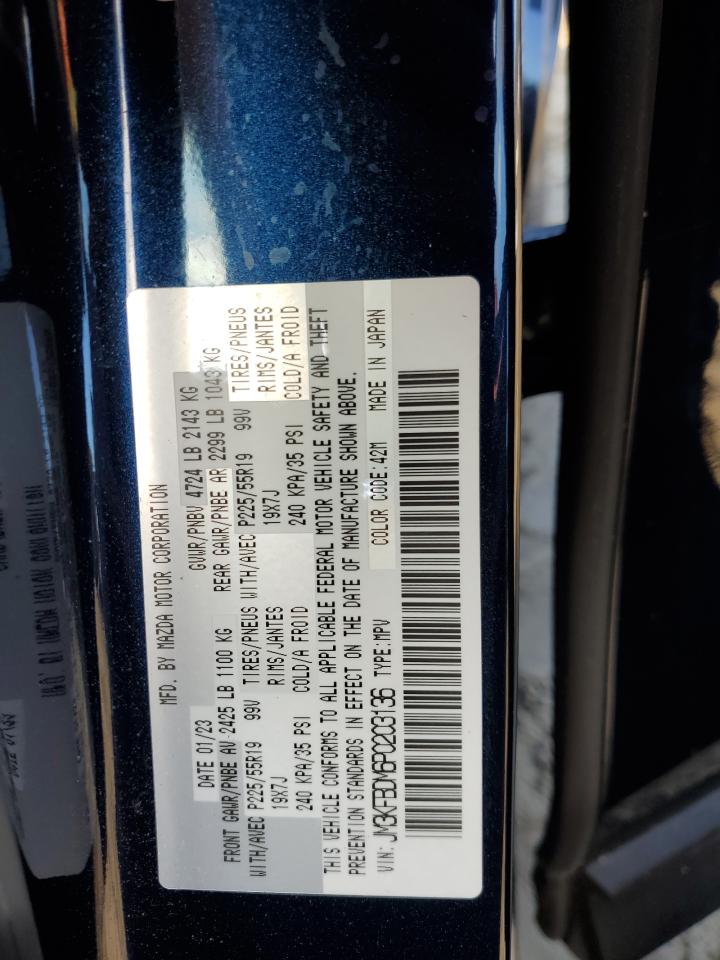 MFD. BY MAZDA MOTOR CORPORATION
DATE 01/23 GVWR/PNBV 4724 LB 2143 KG
FRONT GAWR/PNBE AV 2425 LB 1100 KG REAR GAWR/PNBE AR 2299 LB 1043 KG
WITH/AVEC P225/55R19 99V TIRES/PNEUS WITH/AVEC P225/55R19 99V TIRES/PNEUS
19X7J RIMS/JANTES 19X7J RIMS/JANTES
240 KPA/35 PSI COLD/A FROID 240 KPA/35 PSI COLD/A FROID
THIS VEHICLE CONFORMS TO ALL APPLICABLE FEDERAL MOTOR VEHICLE SAFETY AND THEFT
PREVENTION STANDARDS IN EFFECT ON THE DATE OF MANUFACTURE SHOWN ABOVE.
VIN: JM3KFBDM6P0203136 TYPE:MPV COLOR CODE:42M MADE IN JAPAN